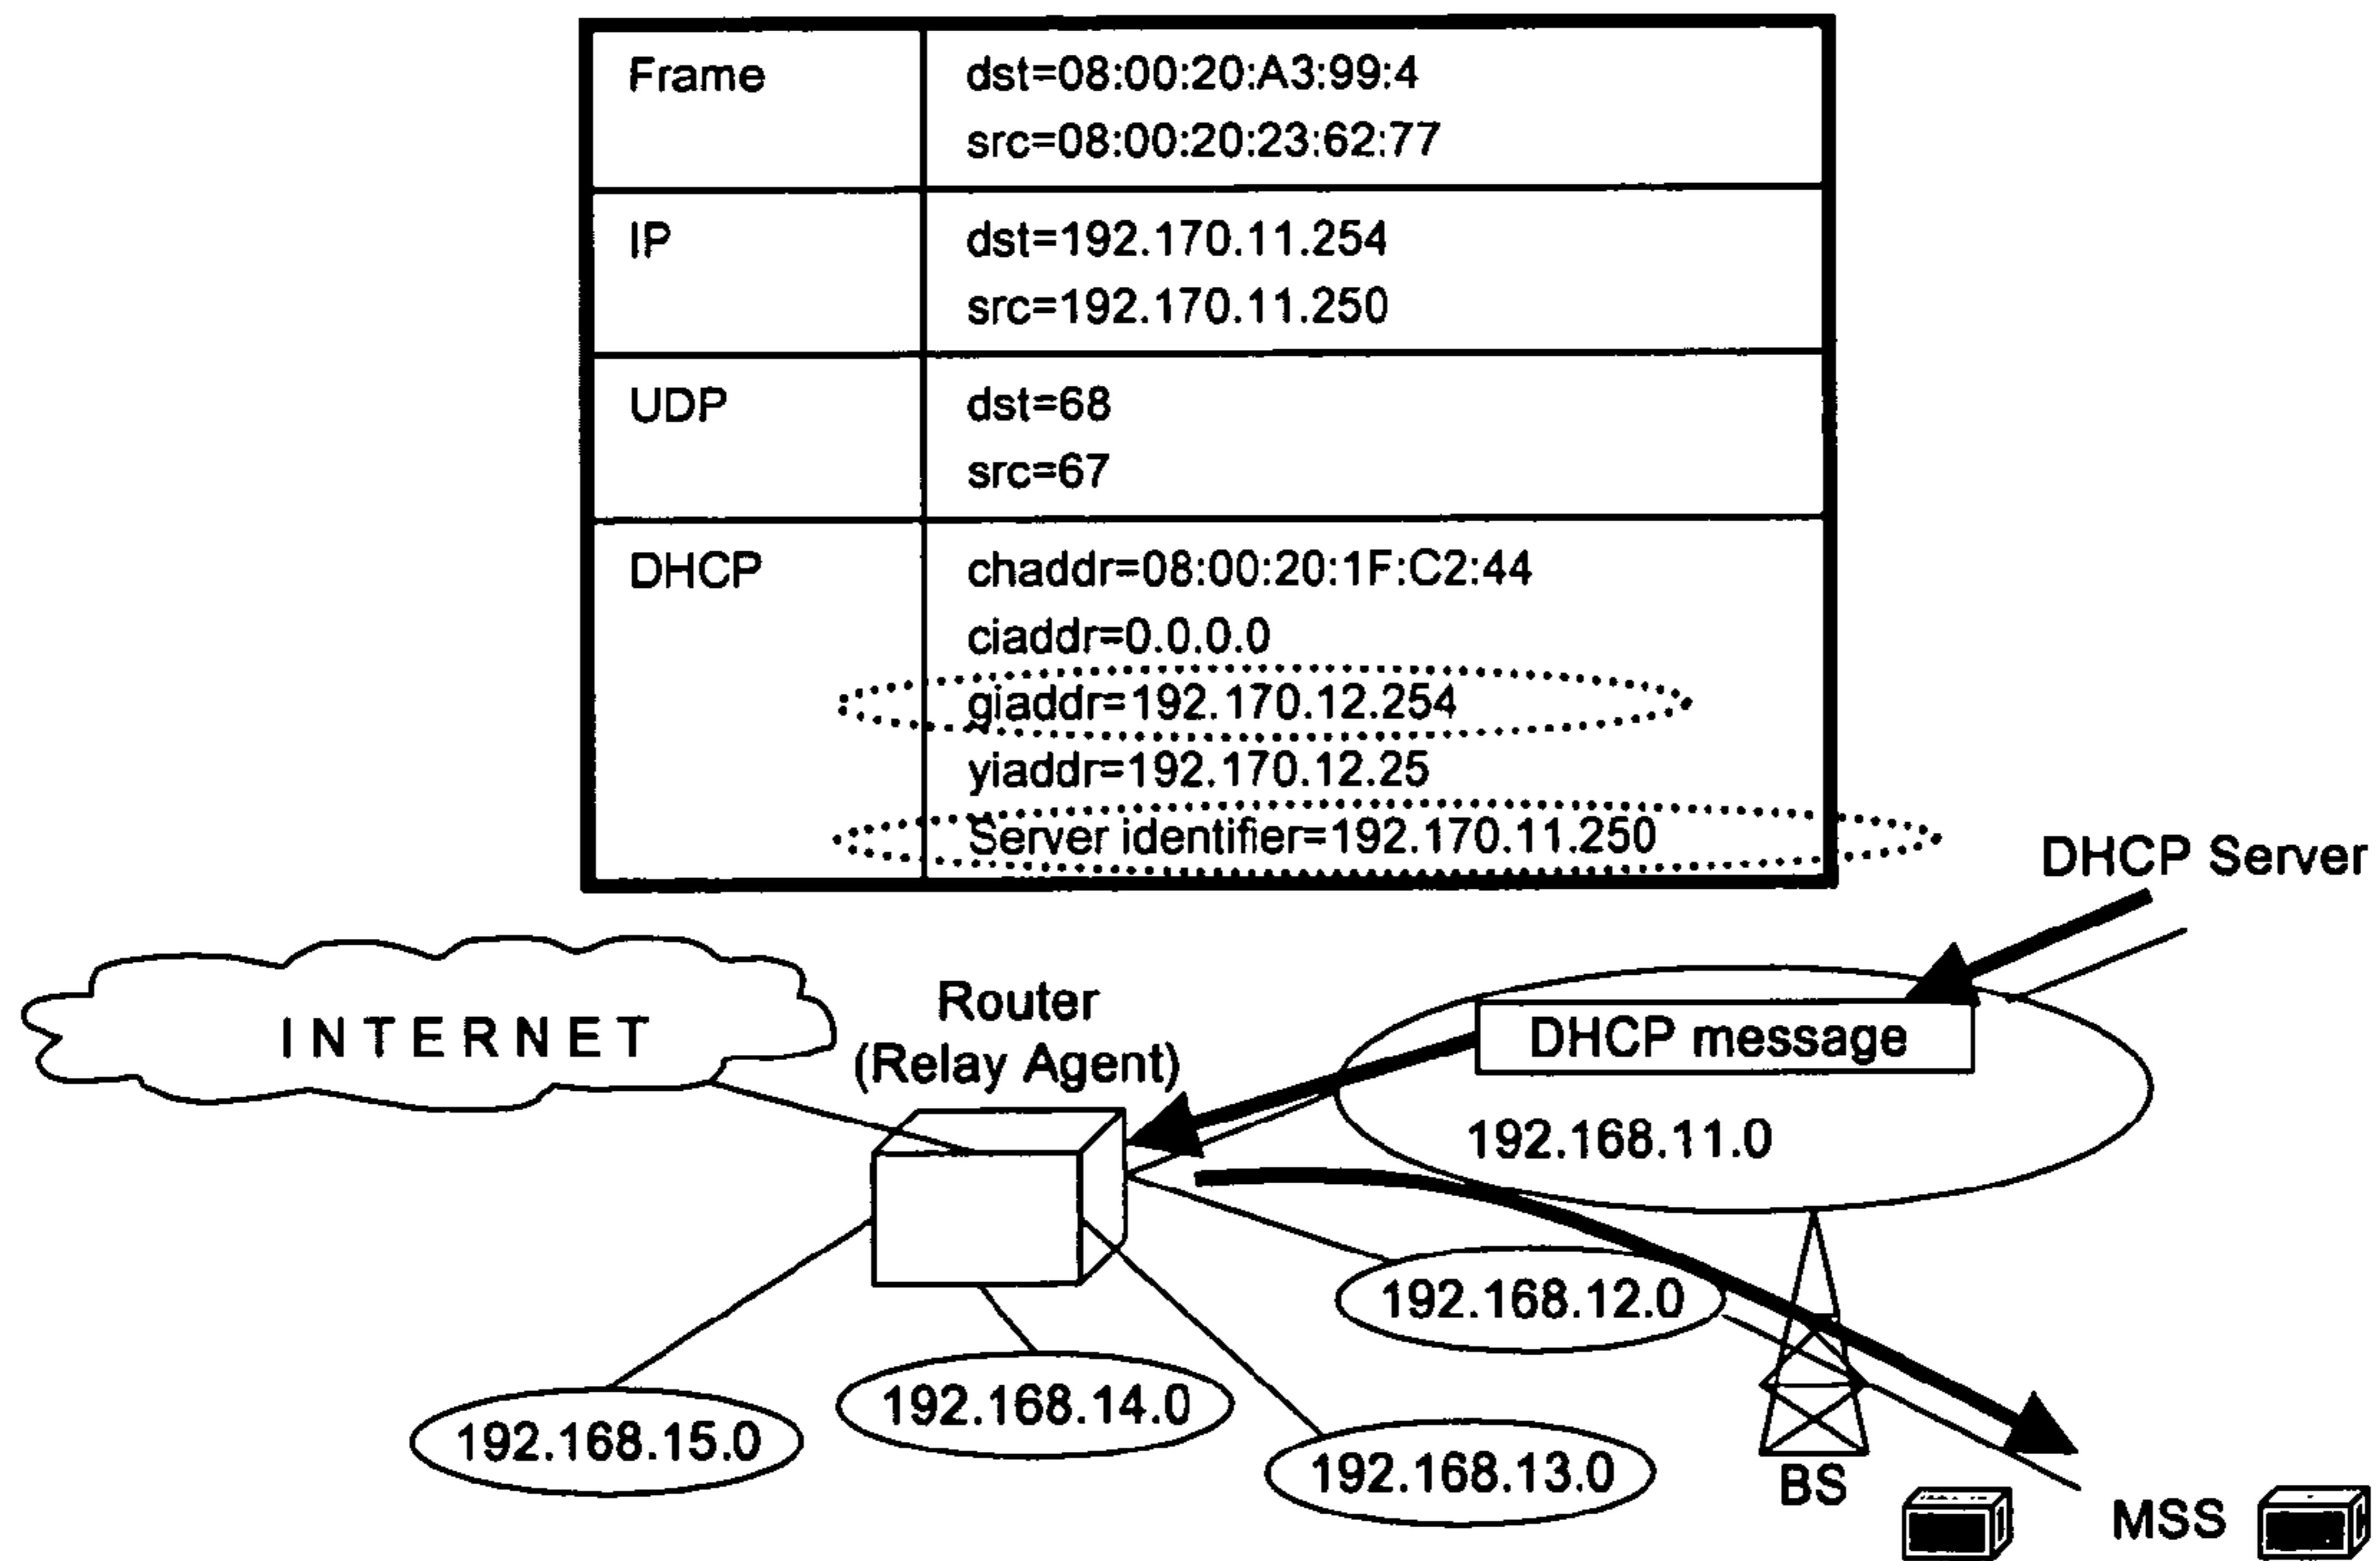 Frame
dst=08:00:20:A3:99:4
src=08:00:20:23:62:77
IP
dst=192.170.11.254
src=192.170.11.250
UDP
dst=68
src=67
DHCP
chaddr=08:00:20:1F:C2:44
ciaddr=0.0.0.0
giaddr=192.170.12.254
yiaddr=192.170.12.25
Server identifier=192.170.11.250
DHCP Server
INTERNET
Router
(Relay Agent)
DHCP message
192.168.11.0
192.168.12.0
192.168.15.0
192.168.14.0
192.168.13.0
BS
MSS